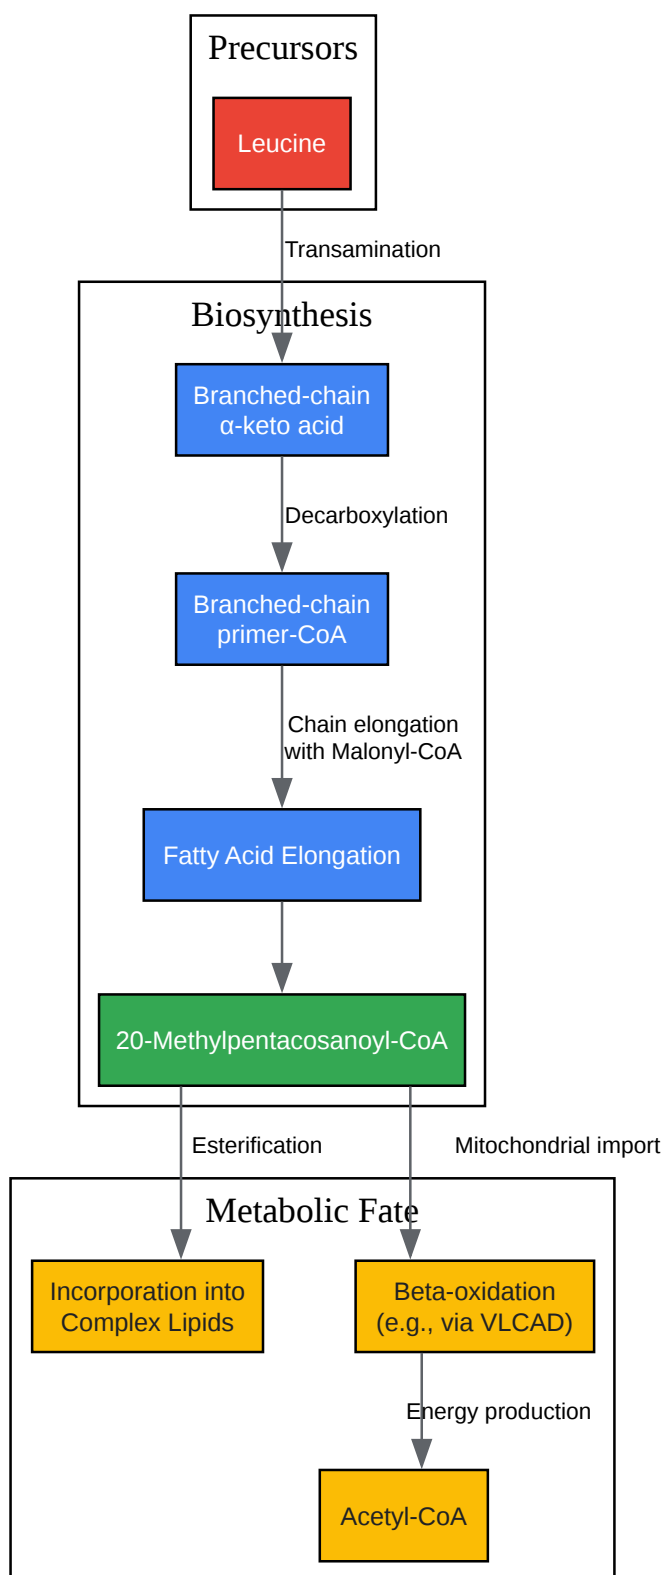 Precursors
Leucine
Transamination
Biosynthesis
Branched-chain
α-keto acid
Decarboxylation
Branched-chain
primer-CoA
Chain elongation
with Malonyl-CoA
Fatty Acid Elongation
20-Methylpentacosanoyl-CoA
Esterification
Mitochondrial import
Metabolic Fate
Incorporation into
Complex Lipids
Beta-oxidation
(e.g., via VLCAD)
Energy production
Acetyl-CoA